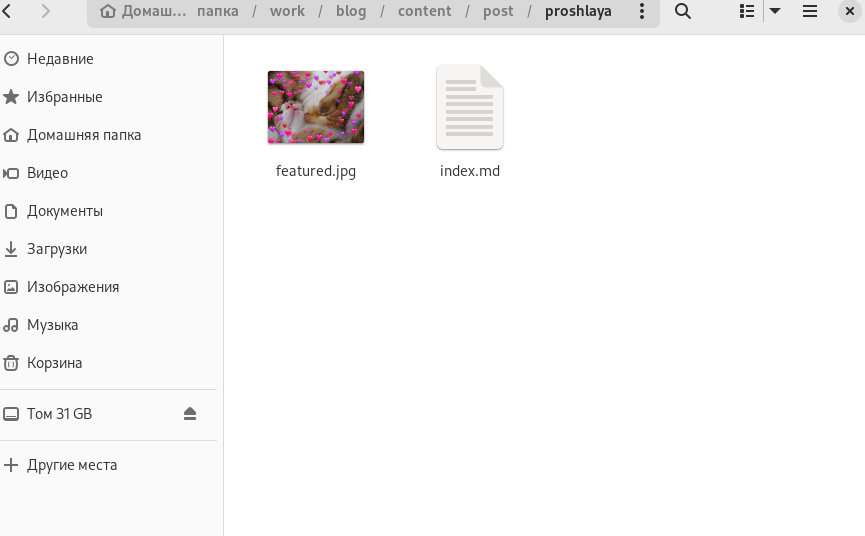 Домаш... папка / work / blog / content / post / proshlaya
Недавние
Избранные
Домашняя папка
Видео
Документы
Загрузки
Изображения
Музыка
Корзина
Том 31 GB
Другие места
featured.jpg
index.md